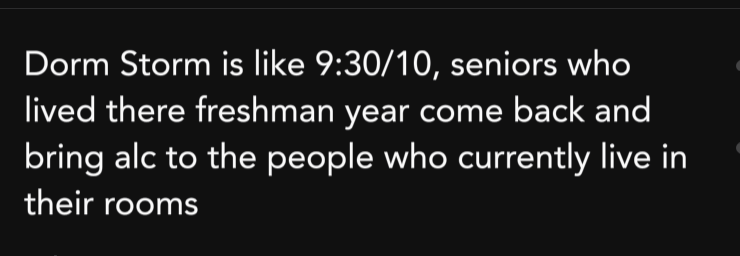 Dorm Storm is like 9:30/10, seniors who
lived there freshman year come back and
bring alc to the people who currently live in
their rooms